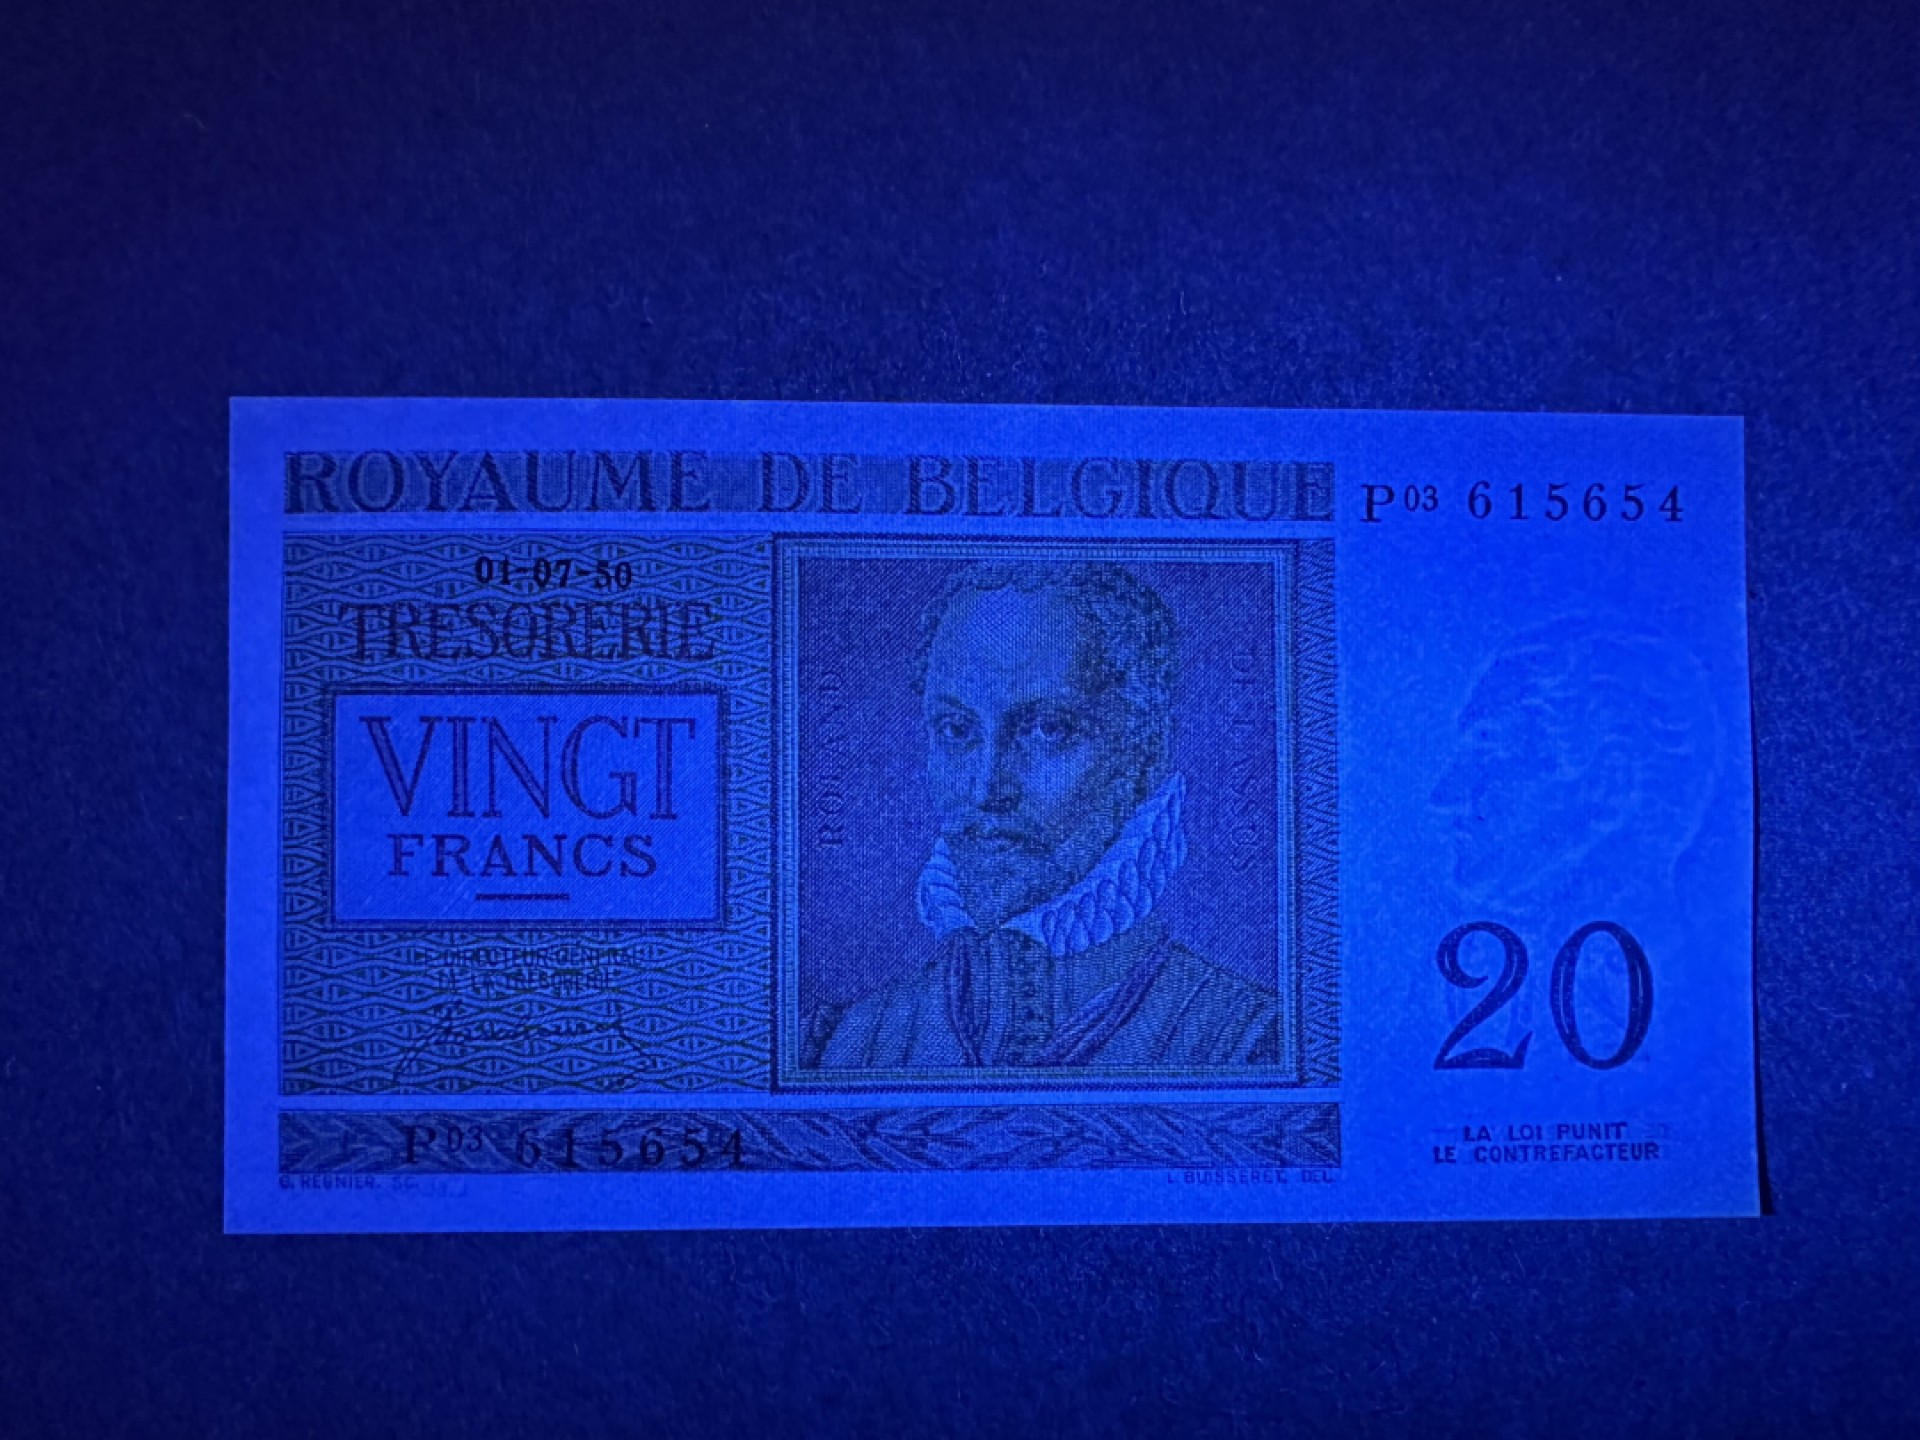 ROYAUME DE BELGIQUE
P03 615654
01-07-50
TRESORERIE
VINGT
FRANCS
ROLAND DE LASSUS
LE DIRECTEUR GÉNÉRAL
DE LA TRESORERIE
20
P03 615654
LA LOI PUNIT
LE CONTREFACTEUR
G. REGNIER. SC.
L. BUISSERET. DEL.